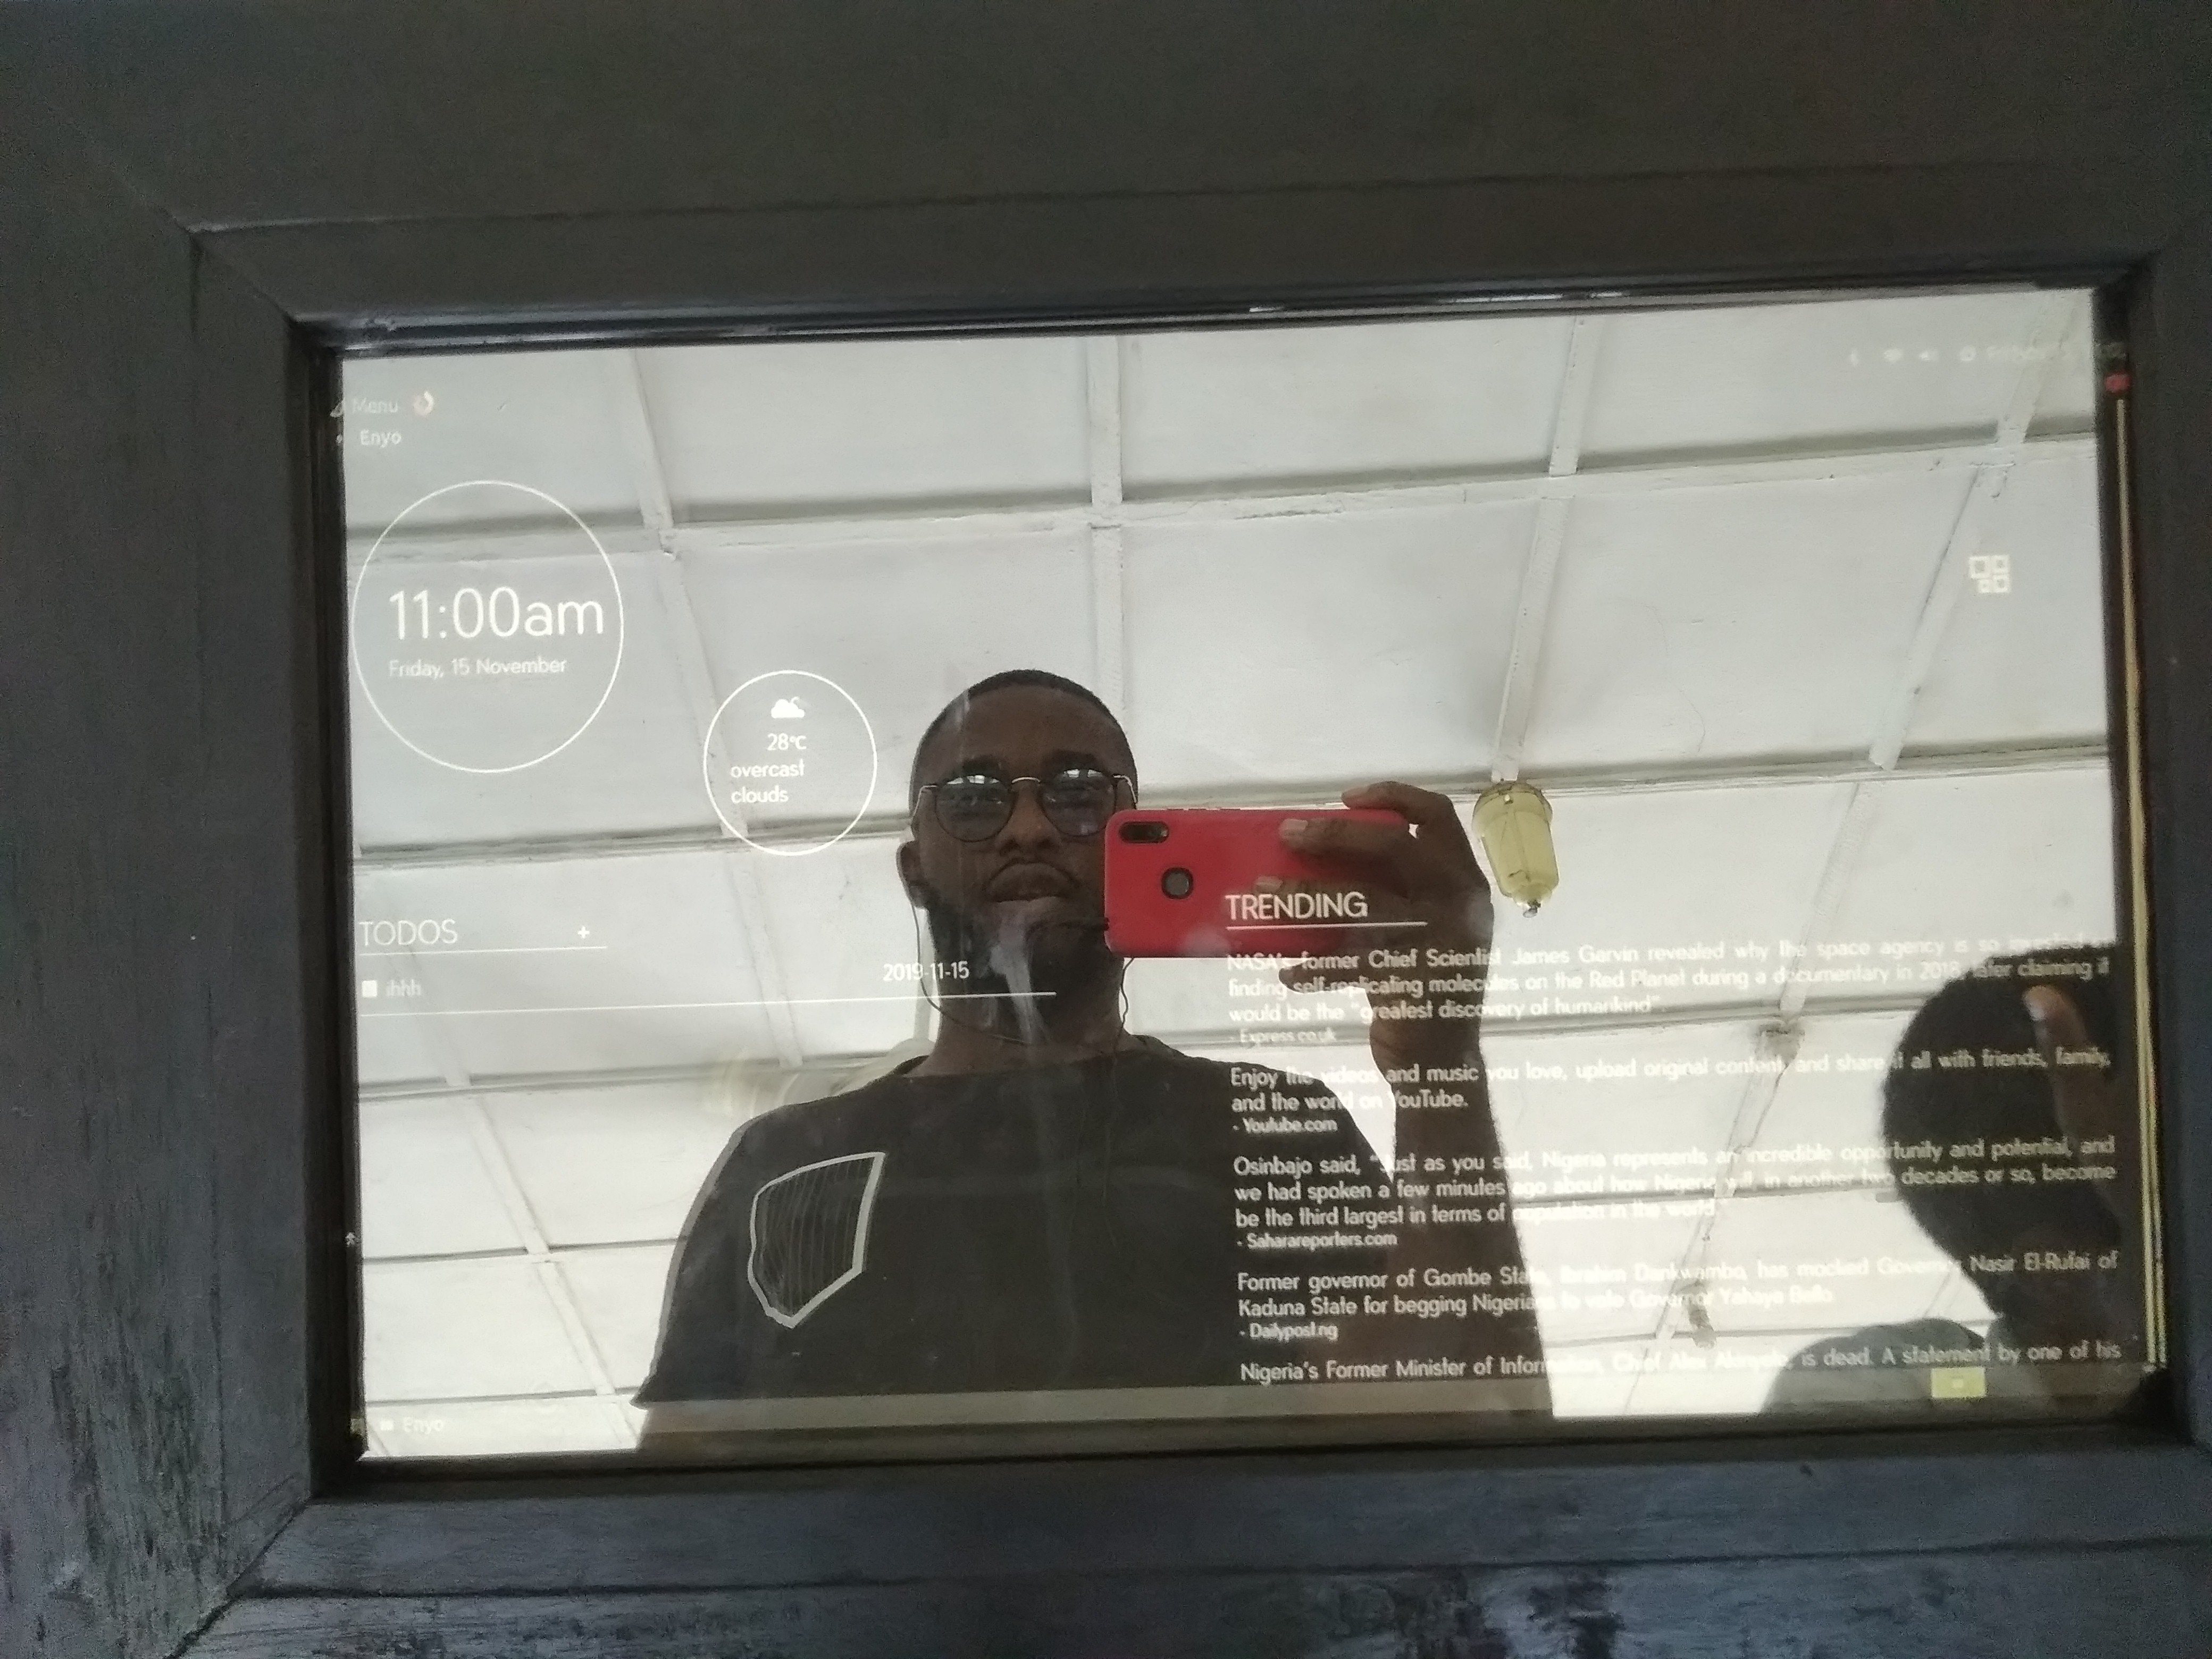 Menu
Enyo
11:00am
Friday, 15 November
28°C
overcast
clouds
TODOS +
ihhh
2019-11-15
TRENDING
NASA's former Chief Scientist James Garvin revealed why the space agency is so
finding self-replicating molecules on the Red Planet during a documentary in 2018, later claiming it
would be the "greatest discovery of humankind".
- Express.co.uk
Enjoy the videos and music you love, upload original content, and share it all with friends, family,
and the world on YouTube.
- Youtube.com
Osinbajo said, "Just as you said, Nigeria represents an incredible opportunity and potential, and
we had spoken a few minutes ago about how Nigeria will, in another two decades or so, become
be the third largest in terms of population in the world."
- Saharareporters.com
Former governor of Gombe State, Ibrahim Dankwambo, has mocked Governor Nasir El-Rufai of
Kaduna State for begging Nigerians to vote Governor Yahaya Bello.
- Dailypost.ng
Nigeria's Former Minister of Information, Chief Alex Akinyele, is dead. A statement by one of his
Enyo